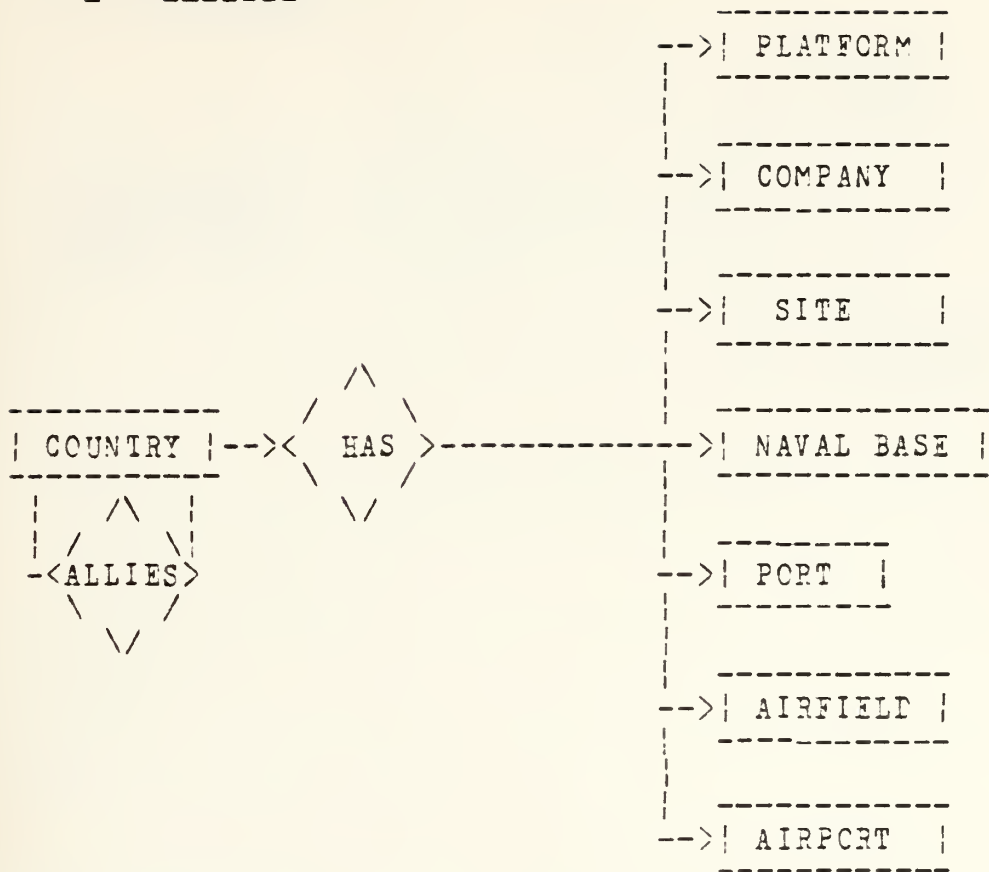 PLATFORM
COMPANY
SITE
COUNTRY HAS NAVAL BASE
ALLIES PORT
AIRFIELD
AIRPORT